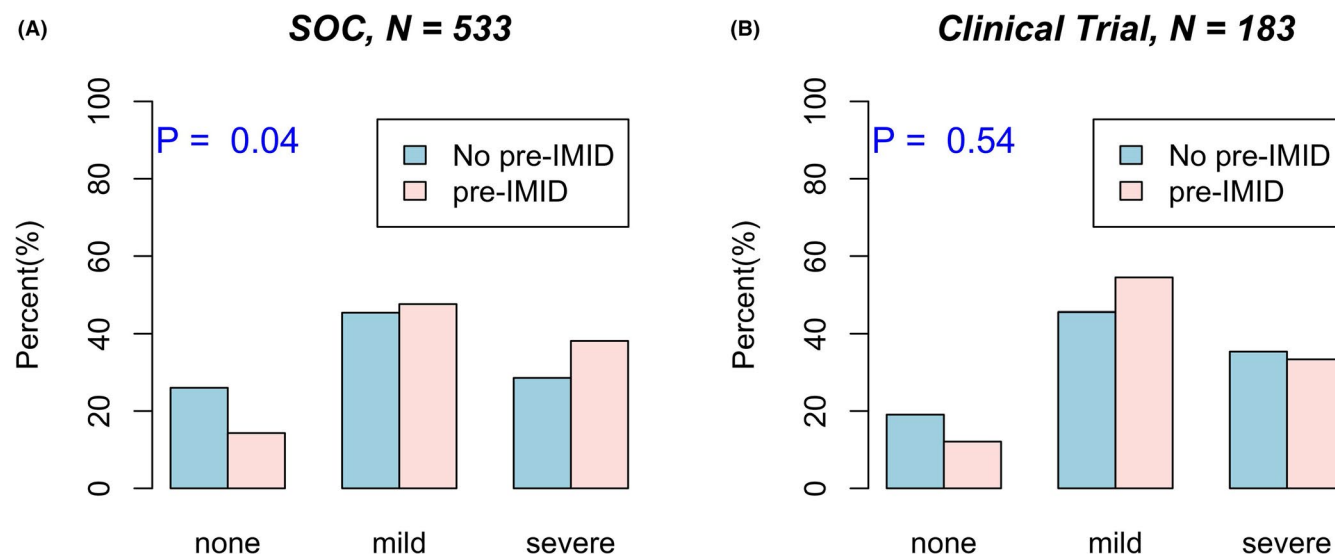 (A)
SOC, N = 533
Percent(%)
100
80
60
40
20
0
P = 0.04
No pre-IMID
pre-IMID
none mild severe
(B)
Clinical Trial, N = 183
Percent(%)
100
80
60
40
20
0
P = 0.54
No pre-IMID
pre-IMID
none mild severe